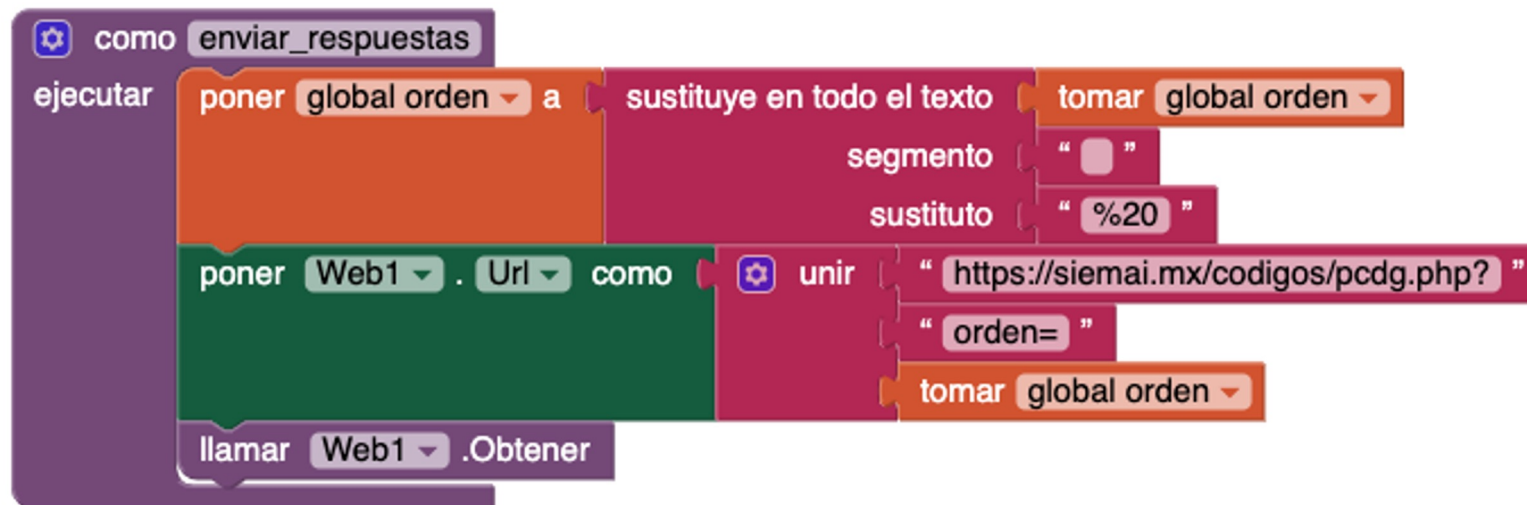 como enviar_respuestas
ejecutar poner global orden a sustituye en todo el texto tomar global orden
segmento “ ”
sustituto “ %20 ”
poner Web1 . Url como unir “ https://siemai.mx/codigos/pcdg.php? ”
“ orden= ”
tomar global orden
llamar Web1 .Obtener